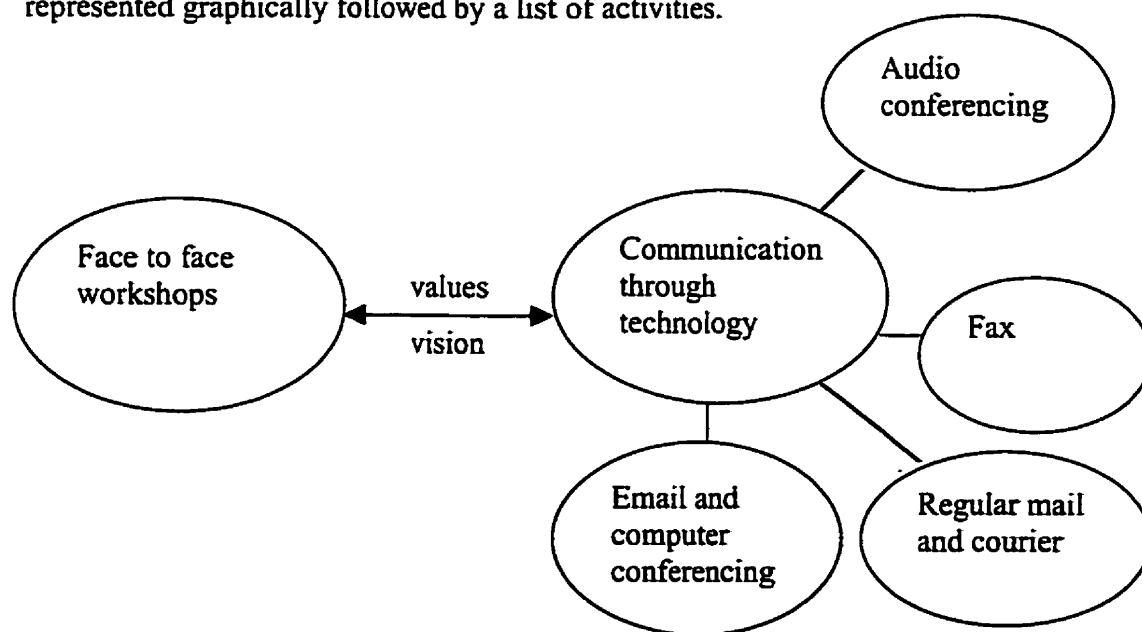 represented graphically followed by a list of activities.
Audio
conferencing
Face to face
workshops
values
vision
Communication
through
technology
Fax
Email and
computer
conferencing
Regular mail
and courier